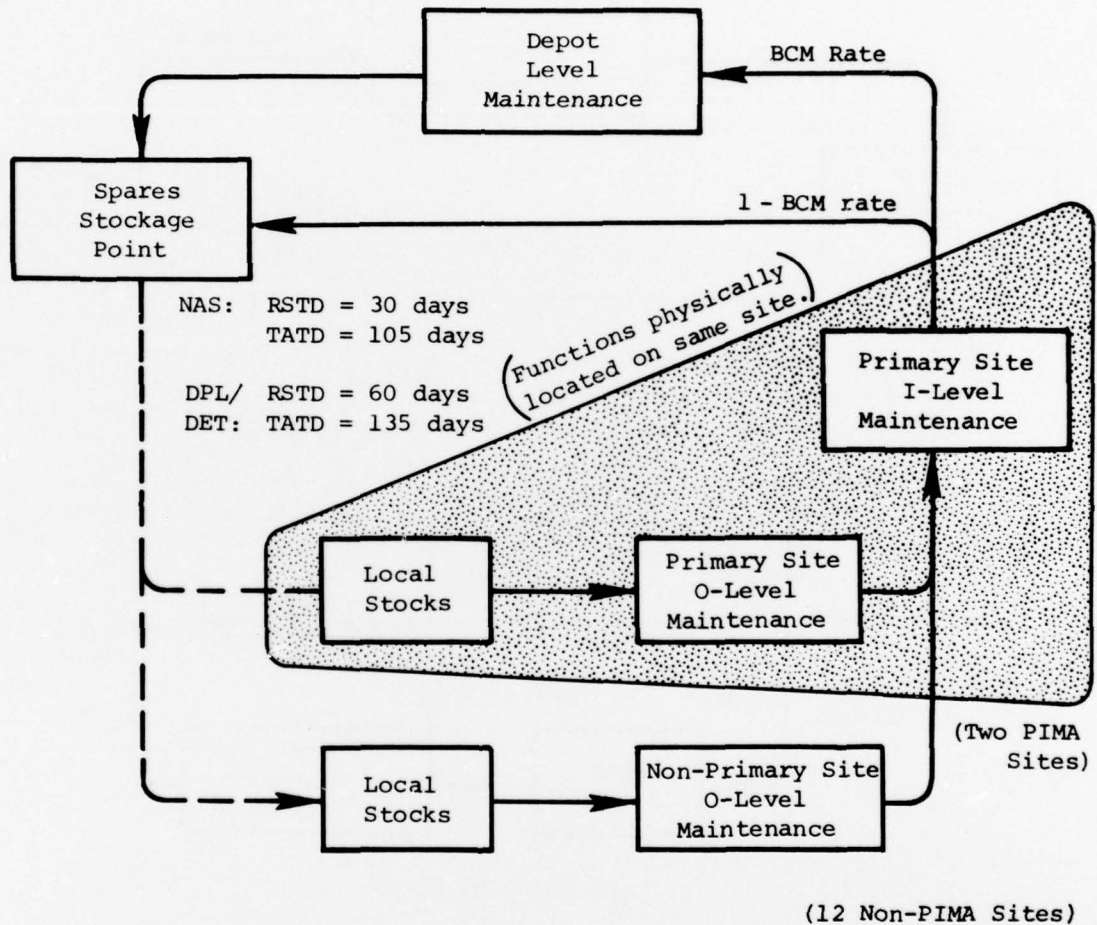 Depot
Level
Maintenance
BCM Rate
Spares
Stockage
Point
1 - BCM rate
NAS: RSTD = 30 days
TATD = 105 days
DPL/ RSTD = 60 days
DET: TATD = 135 days
(Functions physically
located on same site.)
Primary Site
I-Level
Maintenance
Local
Stocks
Primary Site
O-Level
Maintenance
(Two PIMA
Sites)
Local
Stocks
Non-Primary Site
O-Level
Maintenance
(12 Non-PIMA Sites)